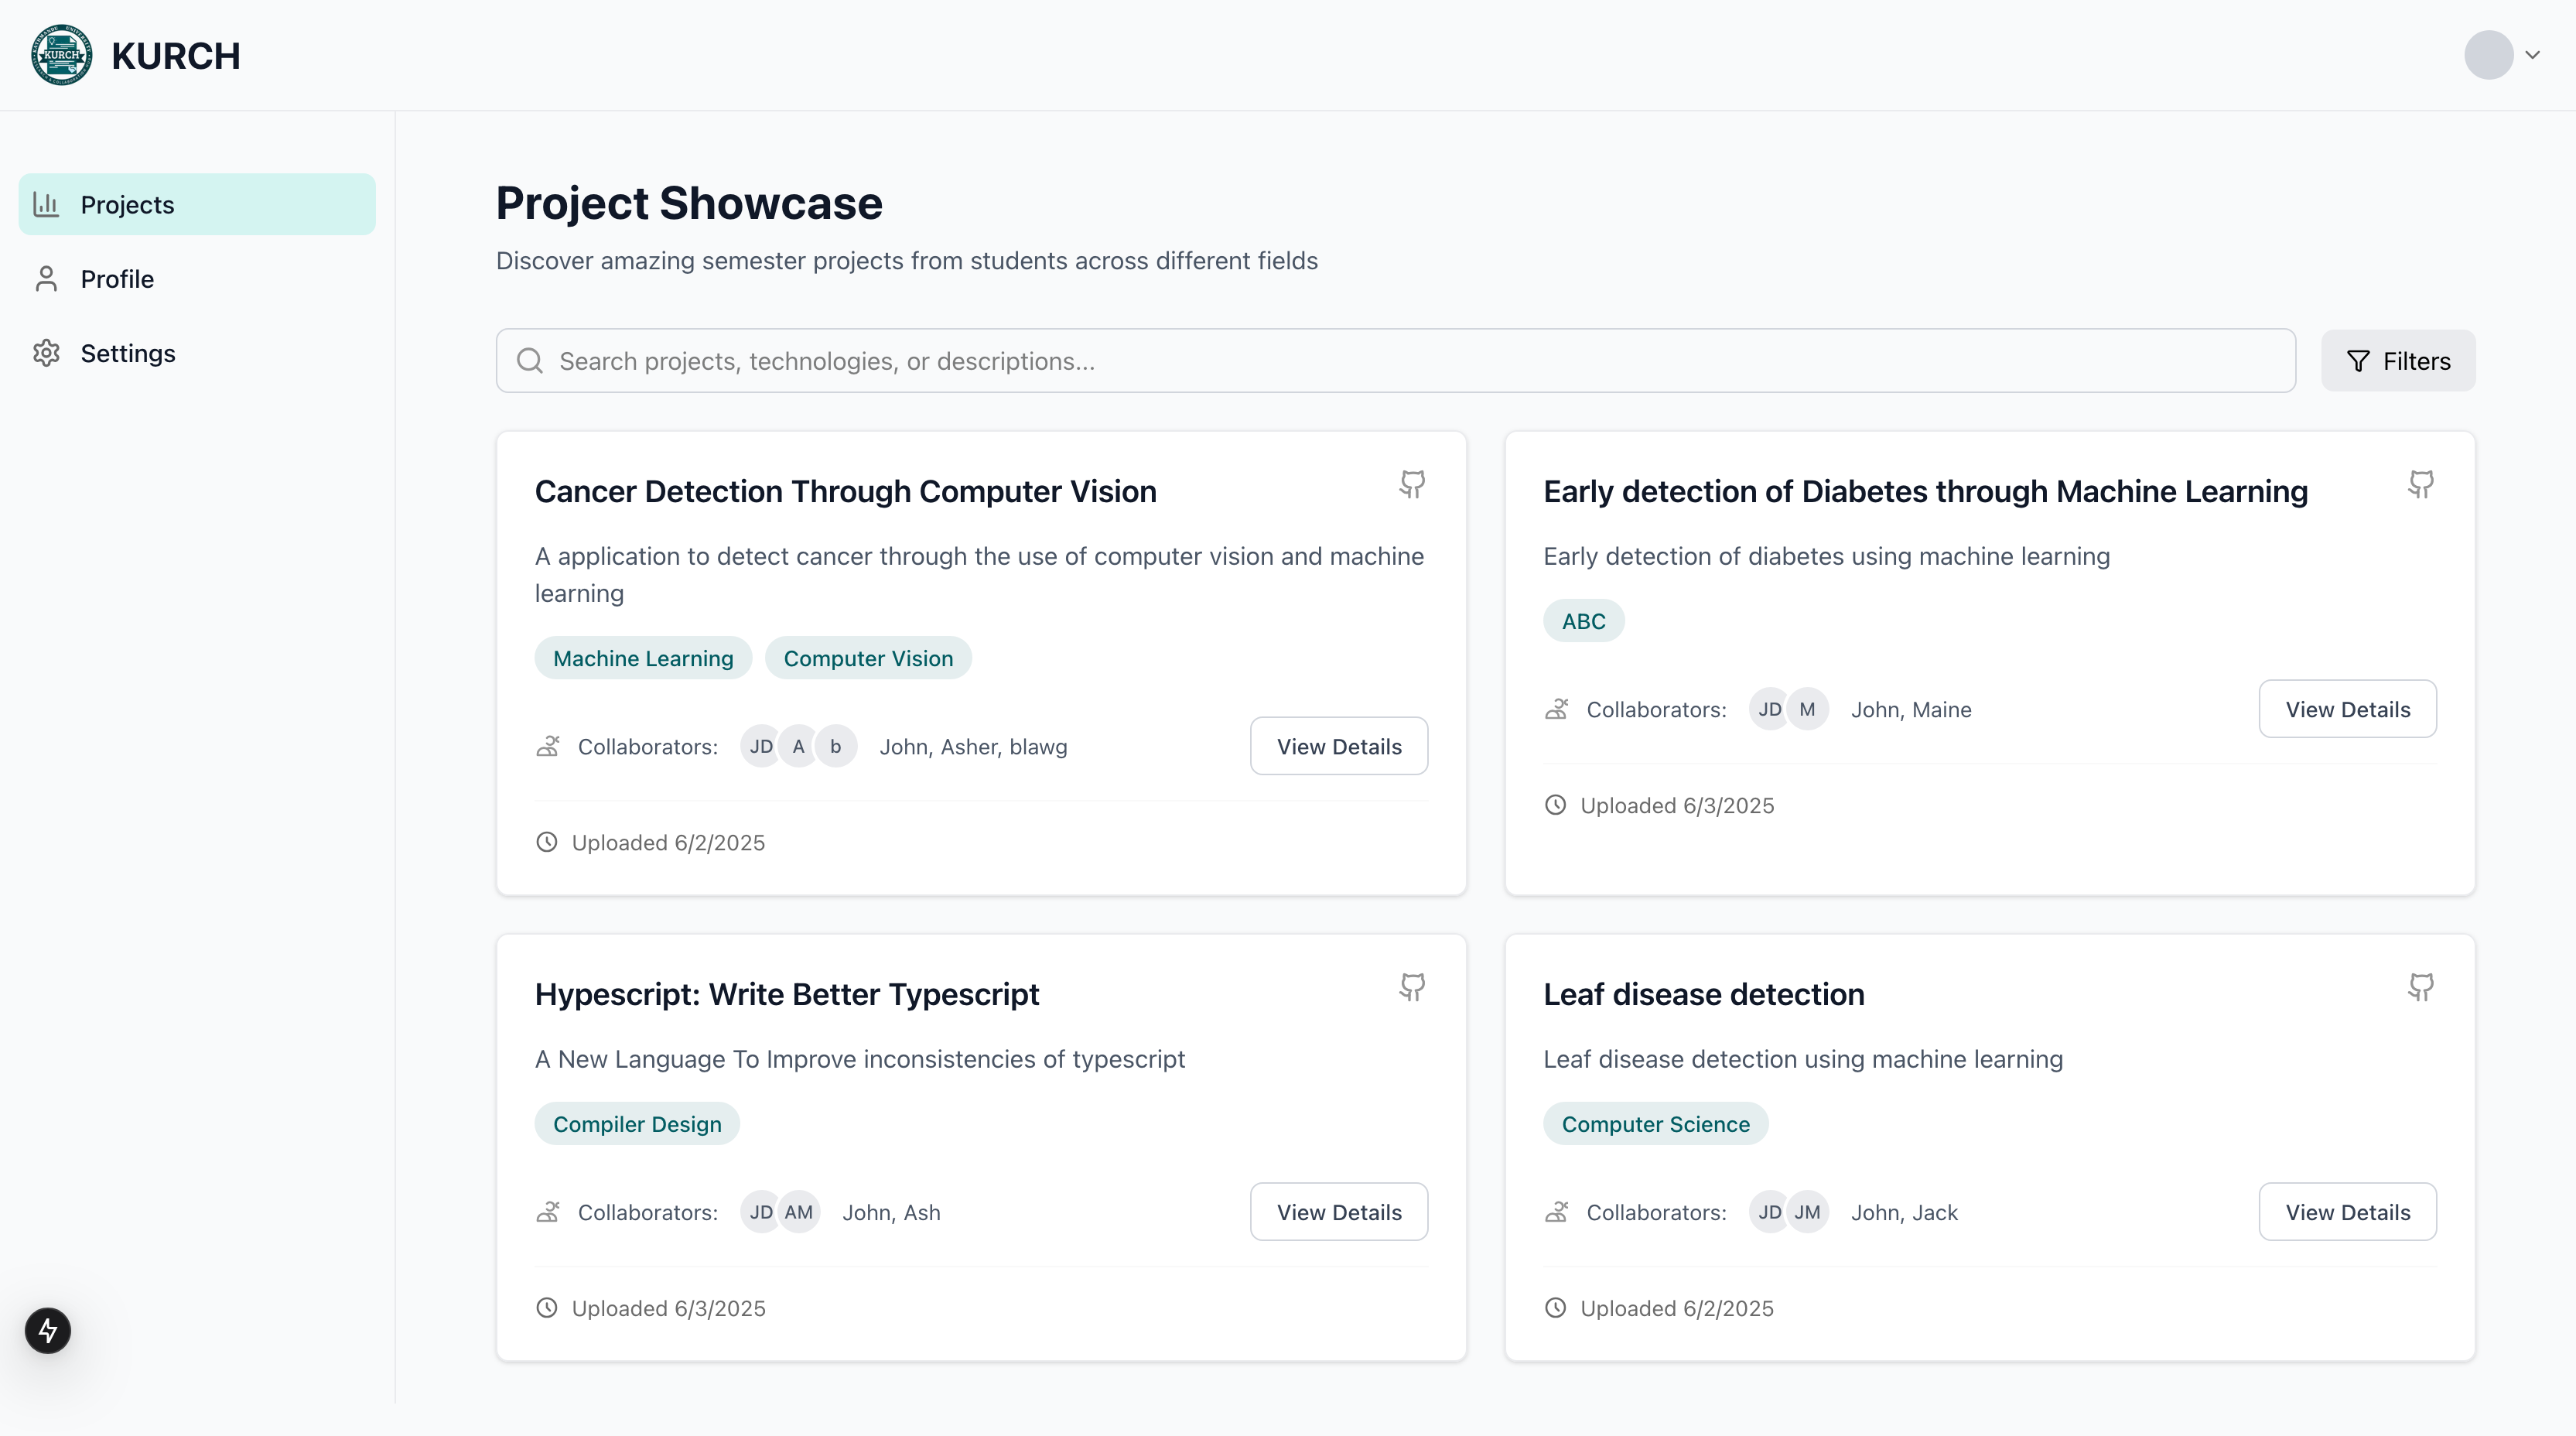 KURCH
KURCH
Projects
Profile
Settings
Project Showcase
Discover amazing semester projects from students across different fields
Search projects, technologies, or descriptions...
Filters
Cancer Detection Through Computer Vision
A application to detect cancer through the use of computer vision and machine
learning
Machine Learning
Computer Vision
Collaborators:
JD
A
b
John, Asher, blawg
View Details
Uploaded 6/2/2025
Early detection of Diabetes through Machine Learning
Early detection of diabetes using machine learning
ABC
Collaborators:
JD
M
John, Maine
View Details
Uploaded 6/3/2025
Hypescript: Write Better Typescript
A New Language To Improve inconsistencies of typescript
Compiler Design
Collaborators:
JD
AM
John, Ash
View Details
Uploaded 6/3/2025
Leaf disease detection
Leaf disease detection using machine learning
Computer Science
Collaborators:
JD
JM
John, Jack
View Details
Uploaded 6/2/2025